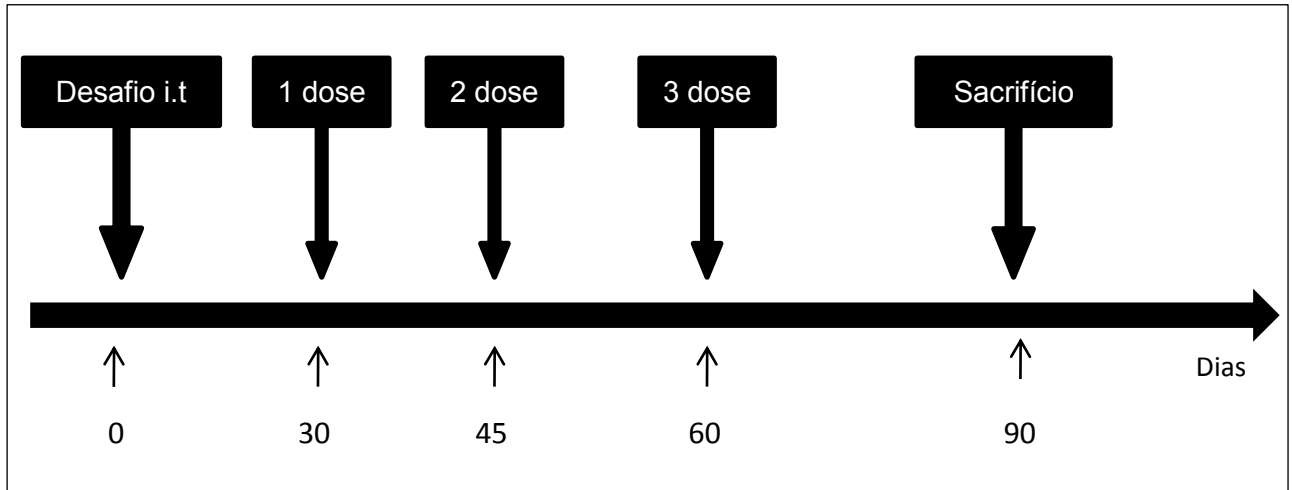 Desafio i.t
1 dose
2 dose
3 dose
Sacrifício
Dias
0
30
45
60
90